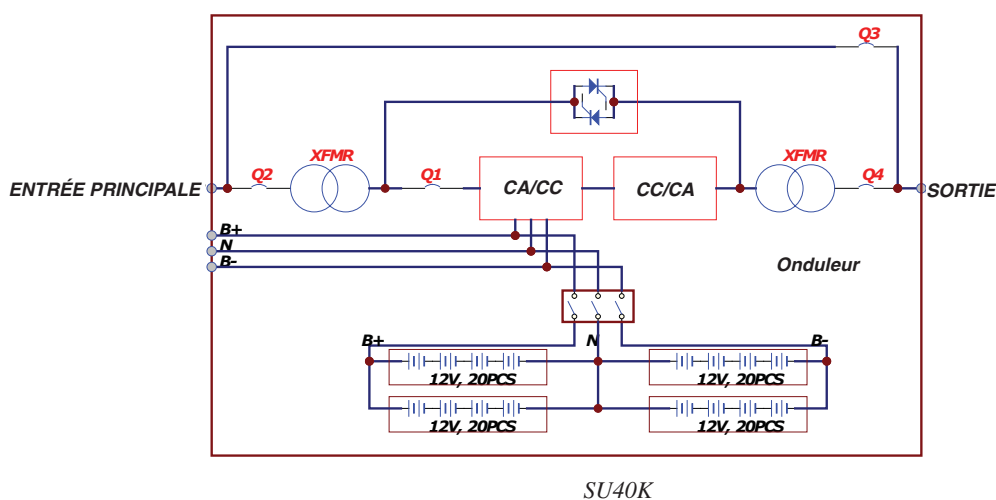 Q3
XFMR
XFMR
ENTRÉE PRINCIPALE
Q2
Q1
CA/CC
CC/CA
Q4
SORTIE
B+
N
B-
Onduleur
B+
N
B-
12V, 20PCS
12V, 20PCS
12V, 20PCS
12V, 20PCS
SU40K